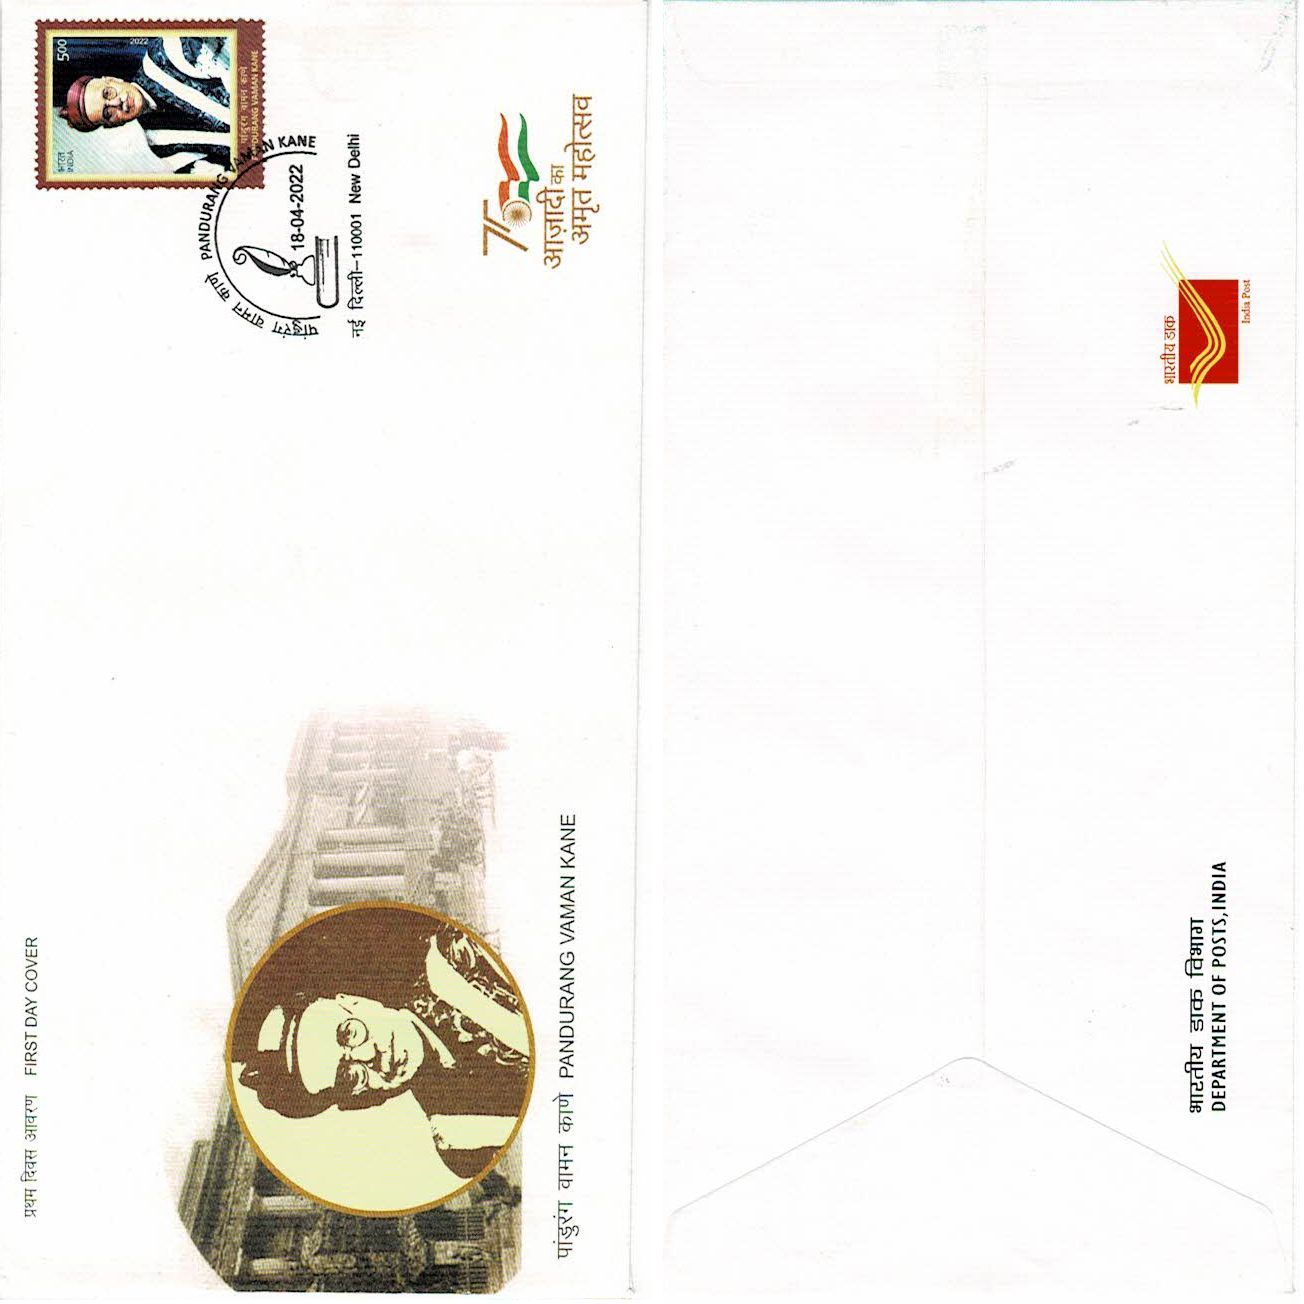 प्रथम दिवस आवरण FIRST DAY COVER
भारत
INDIA
500
2022
पांडुरंग वामन काणे
PANDURANG VAMAN KANE
पांडुरंग वामन काणे PANDURANG VAMAN KANE
18-04-2022
नई दिल्ली-110001 New Delhi
पांडुरंग वामन काणे PANDURANG VAMAN KANE
75
आज़ादी का
अमृत महोत्सव
भारतीय डाक विभाग
DEPARTMENT OF POSTS, INDIA
भारतीय डाक
India Post